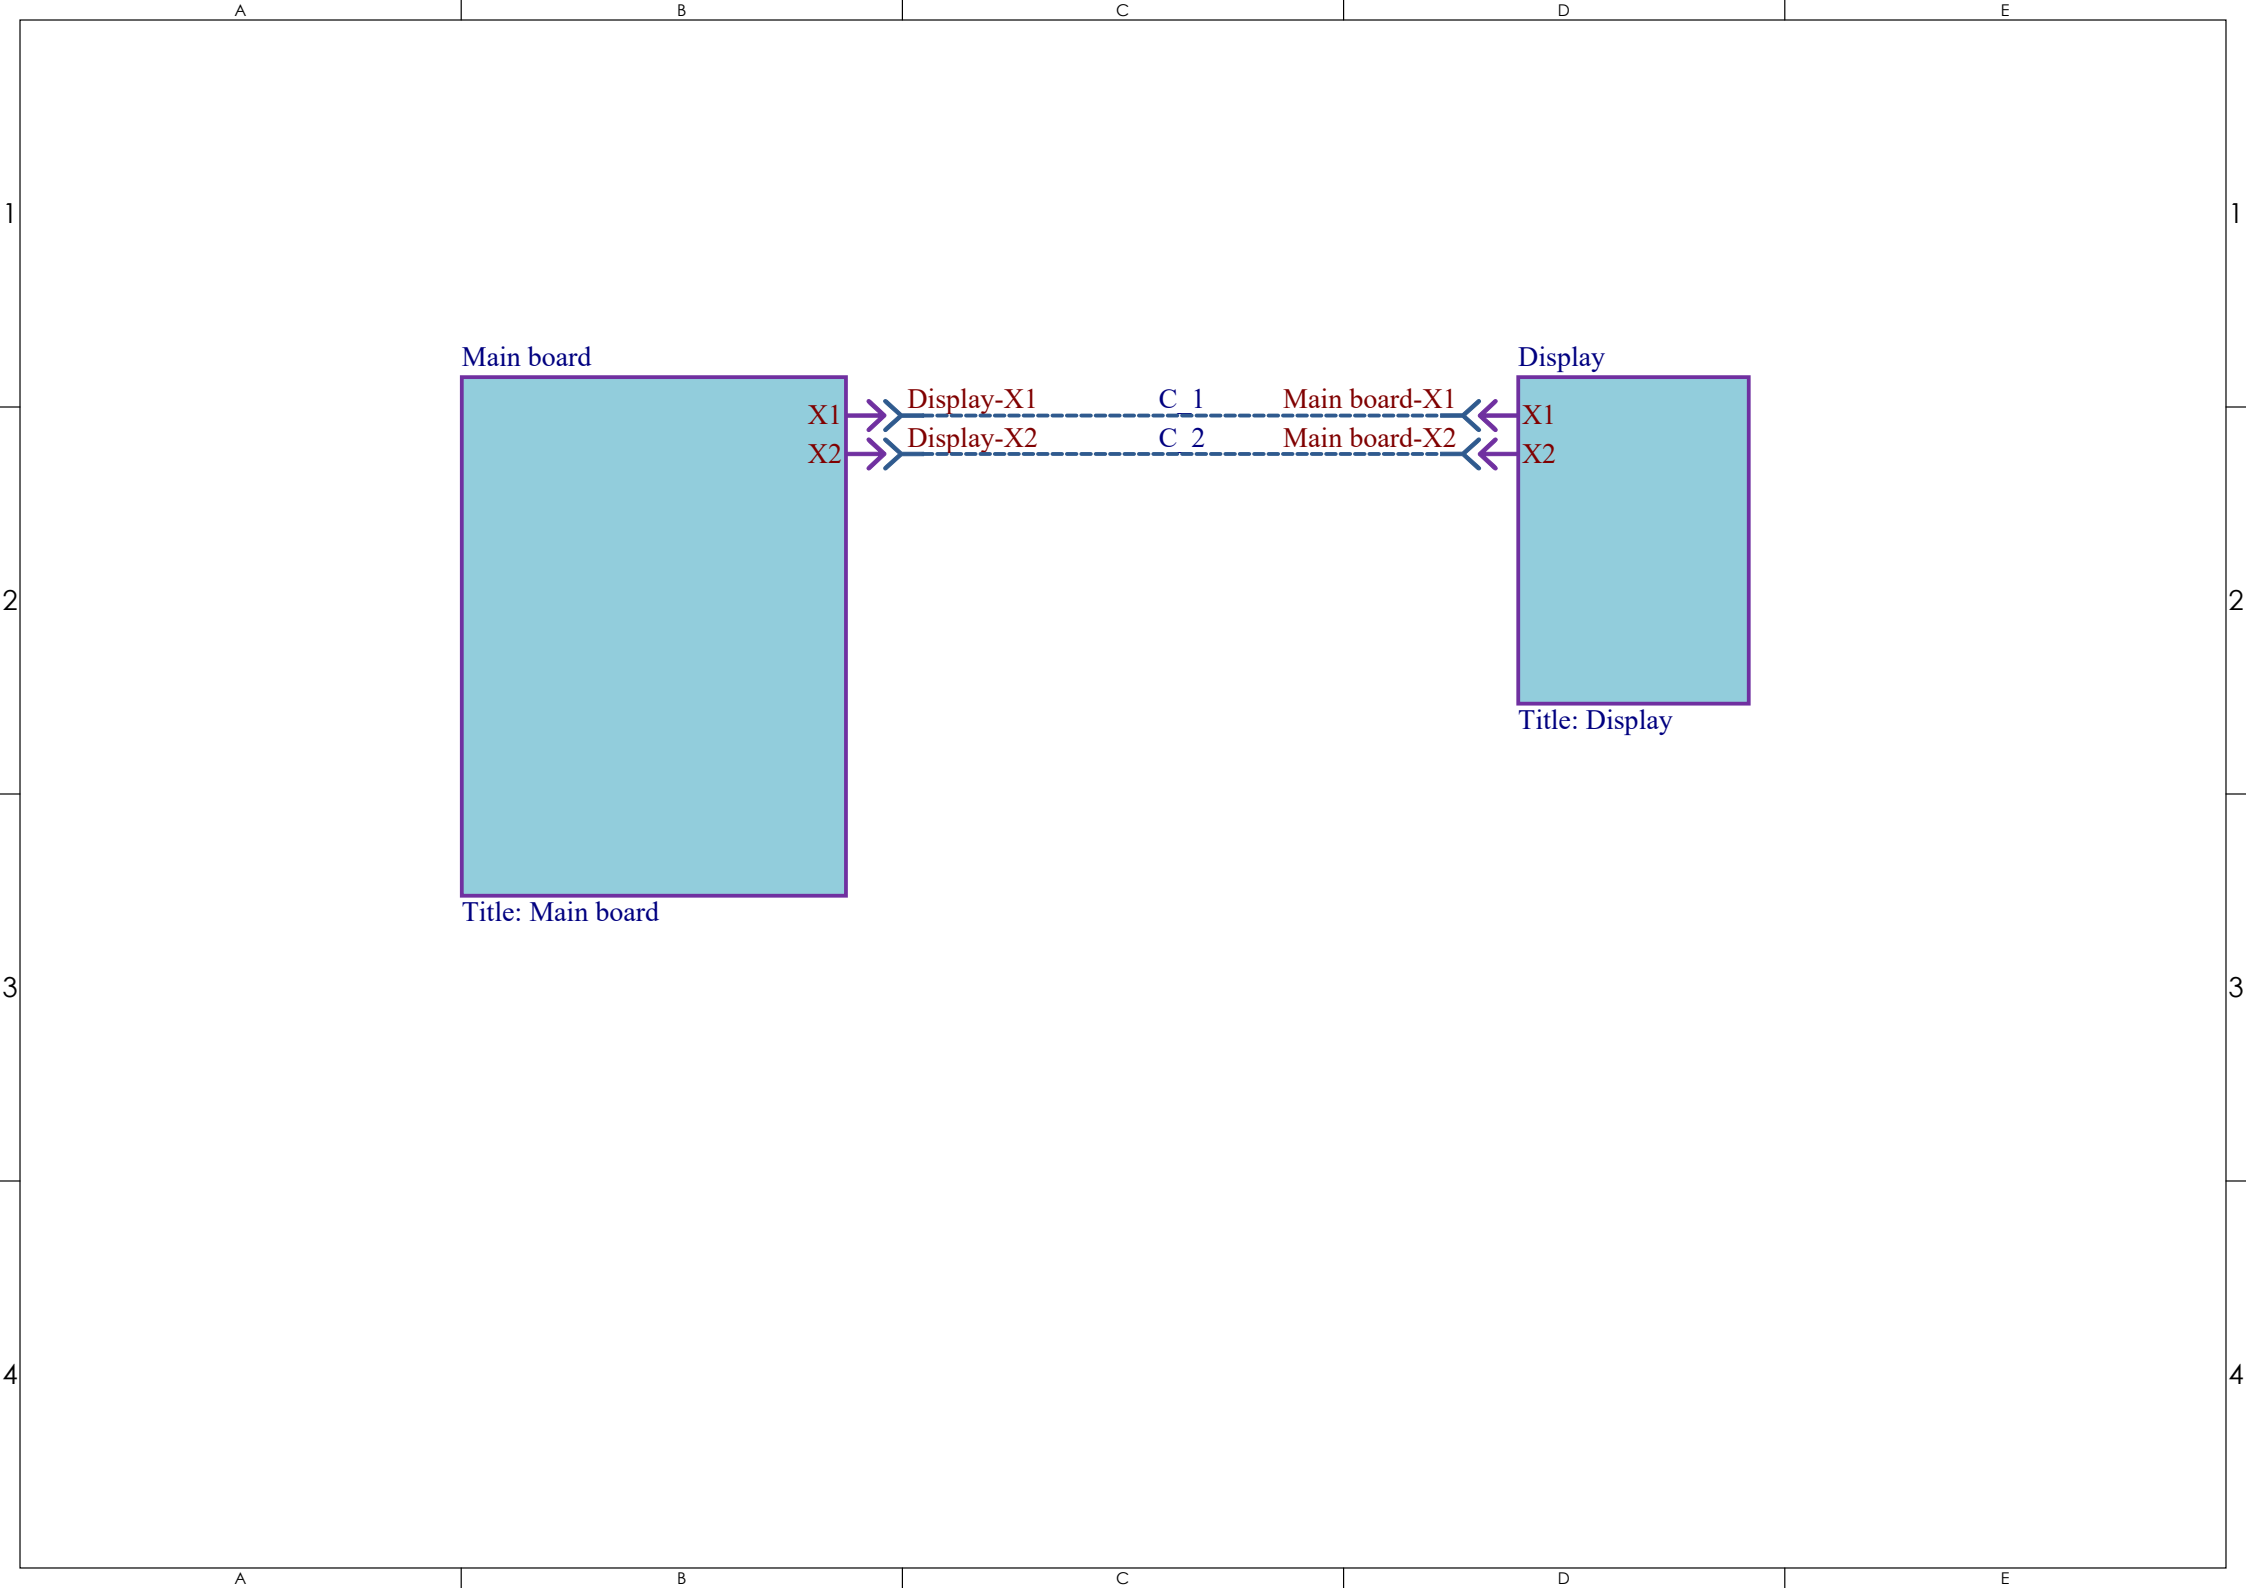 A B C D E
1 1
Main board Display
Display-X1 C_1 Main board-X1
X1 X1
Display-X2 C_2 Main board-X2
X2 X2
2 2
Title: Display
Title: Main board
3 3
4 4
A B C D E